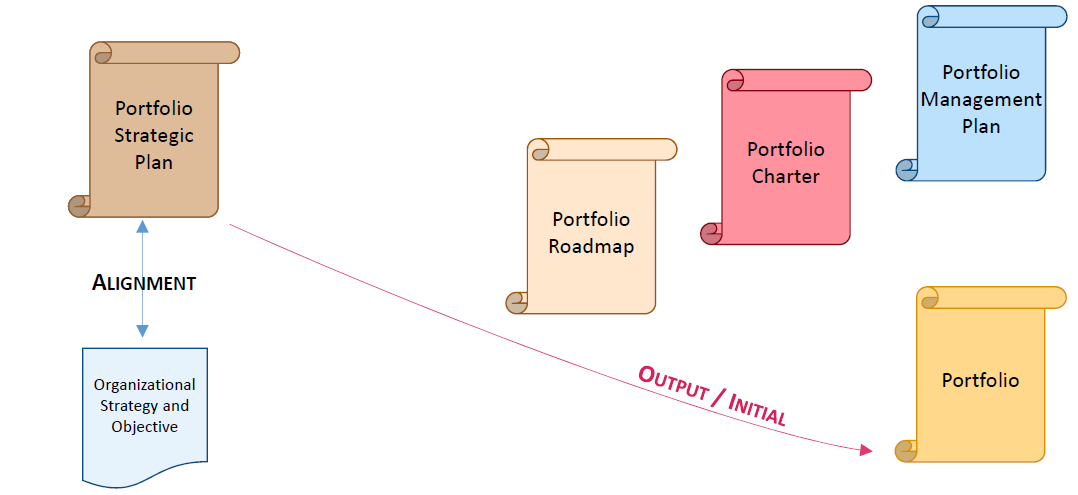 Portfolio
Strategic
Plan
ALIGNMENT
Organizational
Strategy and
Objective
Portfolio
Roadmap
Portfolio
Charter
Portfolio
Management
Plan
OUTPUT / INITIAL
Portfolio